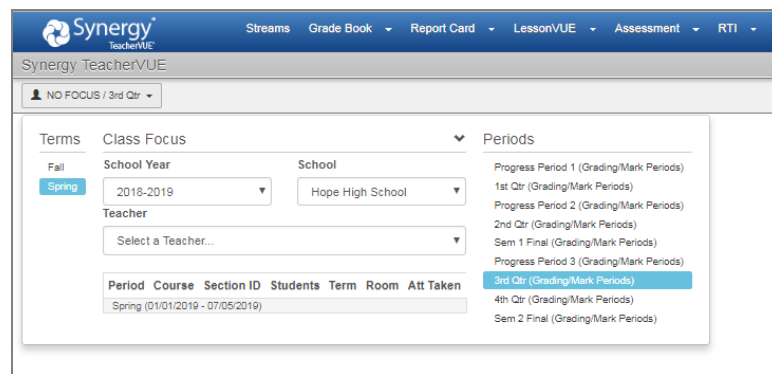 Synergy
TeacherVUE
Streams Grade Book Report Card LessonVUE Assessment RTI
Synergy TeacherVUE
NO FOCUS / 3rd Qtr
Terms
Fall
Spring
Class Focus
School Year
2018-2019
School
Hope High School
Teacher
Select a Teacher...
Period Course Section ID Students Term Room Att Taken
Spring (01/01/2019 - 07/05/2019)
Periods
Progress Period 1 (Grading/Mark Periods)
1st Qtr (Grading/Mark Periods)
Progress Period 2 (Grading/Mark Periods)
2nd Qtr (Grading/Mark Periods)
Sem 1 Final (Grading/Mark Periods)
Progress Period 3 (Grading/Mark Periods)
3rd Qtr (Grading/Mark Periods)
4th Qtr (Grading/Mark Periods)
Sem 2 Final (Grading/Mark Periods)